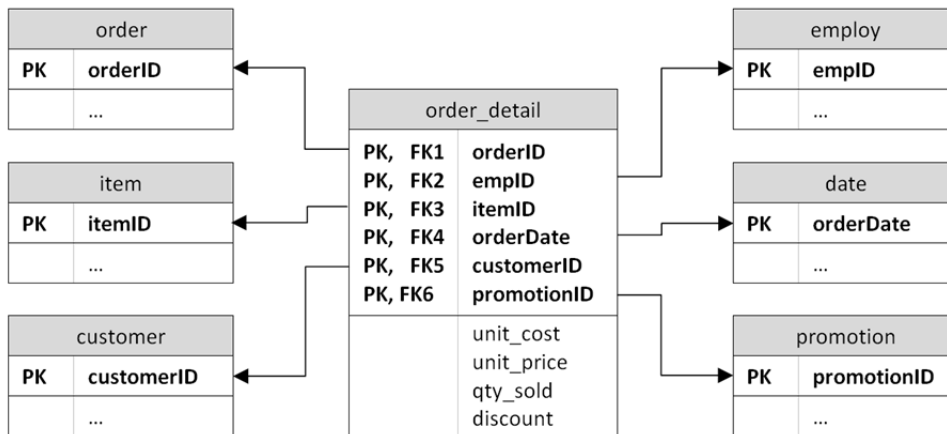 order
PK orderID
...
item
PK itemID
...
customer
PK customerID
...
order_detail
PK, FK1 orderID
PK, FK2 empID
PK, FK3 itemID
PK, FK4 orderDate
PK, FK5 customerID
PK, FK6 promotionID
unit_cost
unit_price
qty_sold
discount
employ
PK empID
...
date
PK orderDate
...
promotion
PK promotionID
...